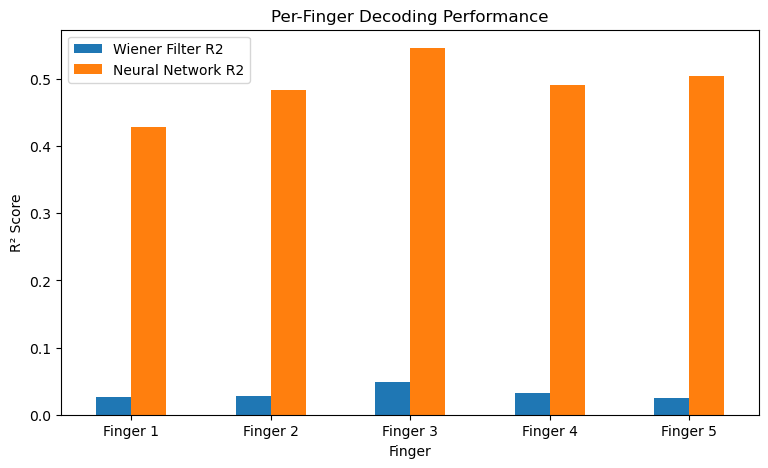 Per-Finger Decoding Performance
Wiener Filter R2
Neural Network R2
R² Score
0.5
0.4
0.3
0.2
0.1
0.0
Finger 1 Finger 2 Finger 3 Finger 4 Finger 5
Finger